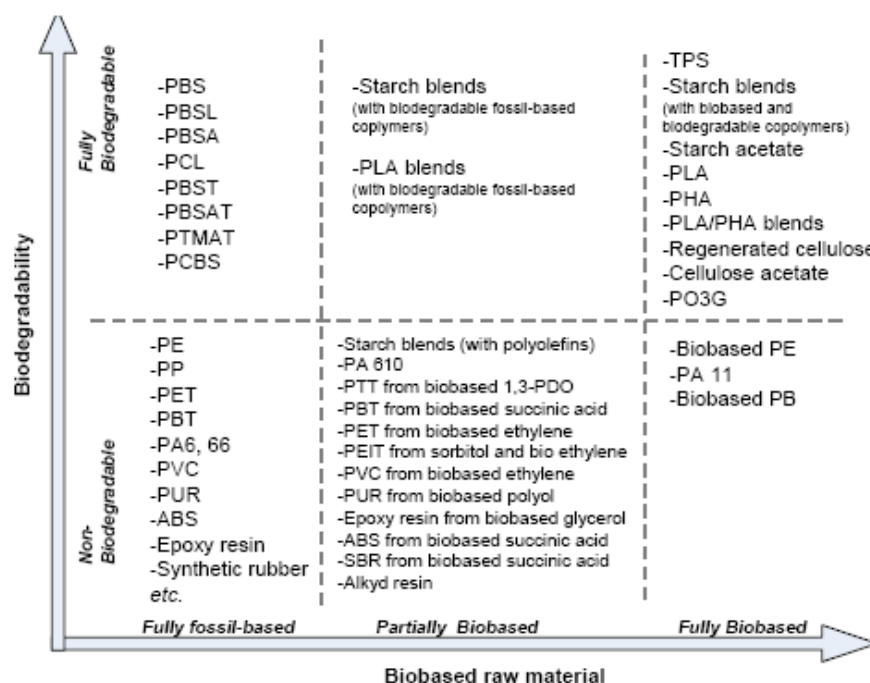 Biodegradability
Fully
Biodegradable
-PBS
-PBSL
-PBSA
-PCL
-PBST
-PBSAT
-PTMAT
-PCBS
-Starch blends
(with biodegradable fossil-based
coplymers)
-PLA blends
(with biodegradable fossil-based
copolymers)
-TPS
-Starch blends
(with biobased and
biodegradable copolymers)
-Starch acetate
-PLA
-PHA
-PLA/PHA blends
-Regenerated cellulose
-Cellulose acetate
-PO3G
Non-
Biodegradable
-PE
-PP
-PET
-PBT
-PA6, 66
-PVC
-PUR
-ABS
-Epoxy resin
-Synthetic rubber
etc.
-Starch blends (with polyolefins)
-PA 610
-PTT from biobased 1,3-PDO
-PBT from biobased succinic acid
-PET from biobased ethylene
-PEIT from sorbitol and bio ethylene
-PVC from biobased ethylene
-PUR from biobased polyol
-Epoxy resin from biobased glycerol
-ABS from biobased succinic acid
-SBR from biobased succinic acid
-Alkyd resin
-Biobased PE
-PA 11
-Biobased PB
Fully fossil-based
Partially Biobased
Fully Biobased
Biobased raw material